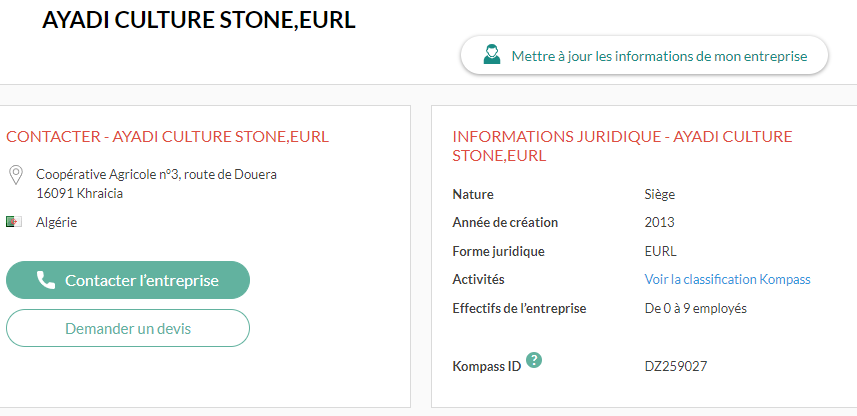 AYADI CULTURE STONE,EURL
Mettre à jour les informations de mon entreprise
CONTACTER - AYADI CULTURE STONE,EURL
Coopérative Agricole n°3, route de Douera
16091 Khraicia
Algérie
Contacter l'entreprise
Demander un devis
INFORMATIONS JURIDIQUE - AYADI CULTURE
STONE,EURL
Nature Siège
Année de création 2013
Forme juridique EURL
Activités Voir la classification Kompass
Effectifs de l'entreprise De 0 à 9 employés
Kompass ID ? DZ259027